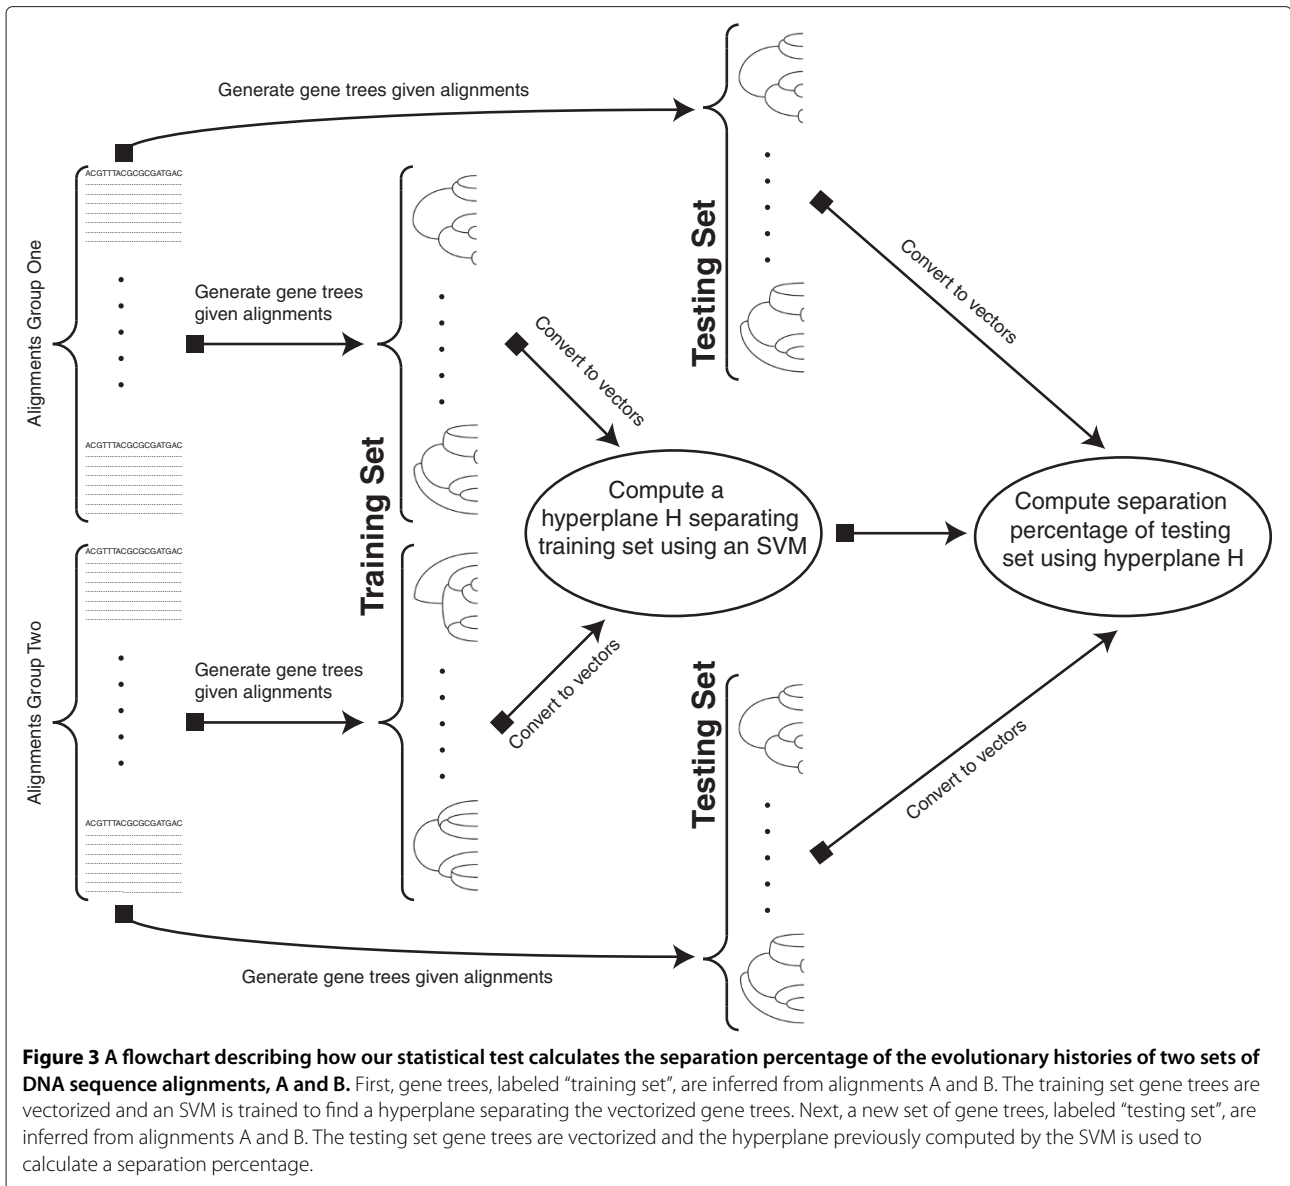 Generate gene trees given alignments
ACGTTTACGCGCGATGAC
Alignments Group One
Generate gene trees
given alignments
ACGTTTACGCGCGATGAC
Training Set
Testing Set
Convert to vectors
Convert to vectors
Compute a
hyperplane H separating
training set using an SVM
Compute separation
percentage of testing
set using hyperplane H
ACGTTTACGCGCGATGAC
Alignments Group Two
Generate gene trees
given alignments
ACGTTTACGCGCGATGAC
Convert to vectors
Testing Set
Convert to vectors
Generate gene trees given alignments
Figure 3 A flowchart describing how our statistical test calculates the separation percentage of the evolutionary histories of two sets of
DNA sequence alignments, A and B. First, gene trees, labeled “training set”, are inferred from alignments A and B. The training set gene trees are
vectorized and an SVM is trained to find a hyperplane separating the vectorized gene trees. Next, a new set of gene trees, labeled “testing set”, are
inferred from alignments A and B. The testing set gene trees are vectorized and the hyperplane previously computed by the SVM is used to
calculate a separation percentage.